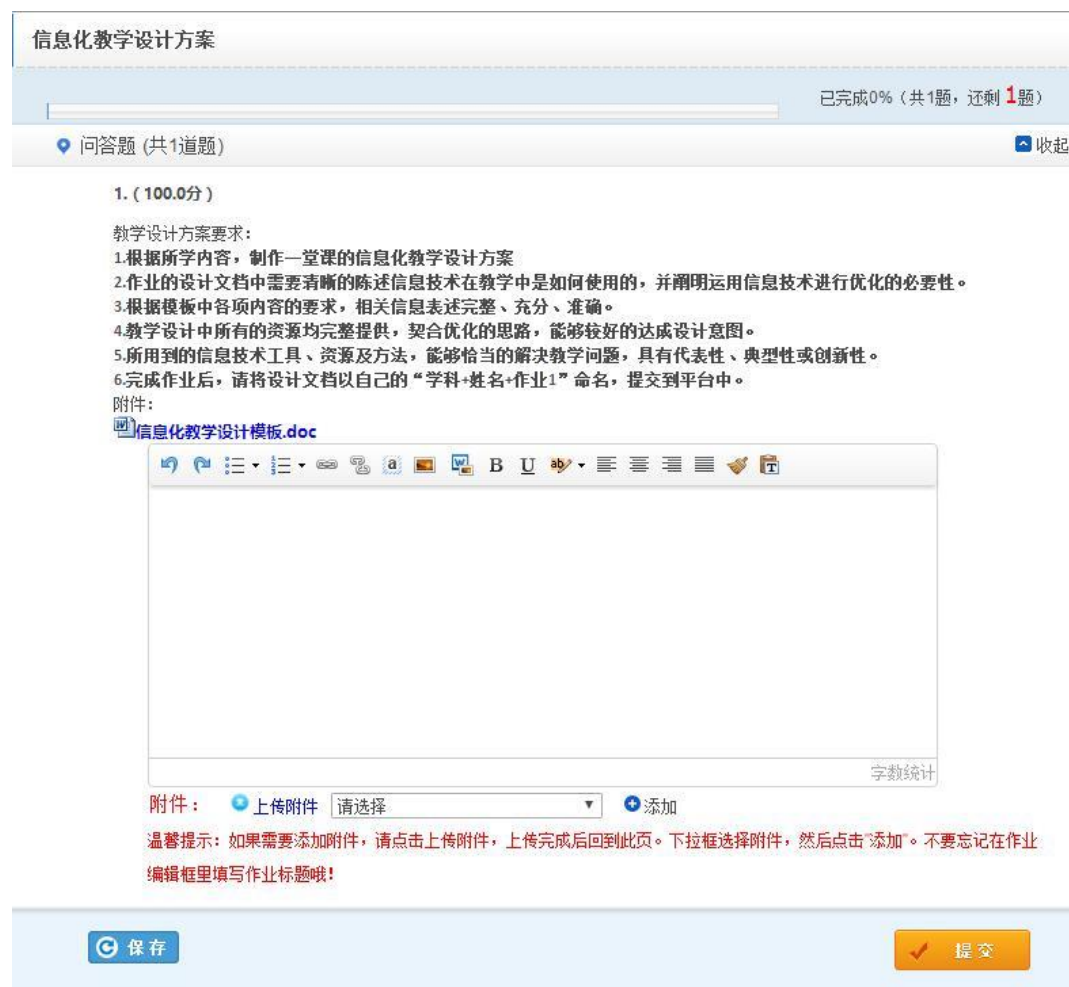 信息化教学设计方案
已完成0%（共1题，还剩 1题）
问答题 (共1道题)
收起
1.（100.0分）
教学设计方案要求：
1.根据所学内容，制作一堂课的信息化教学设计方案
2.作业的设计文档中需要清晰的陈述信息技术在教学中是如何使用的，并阐明运用信息技术进行优化的必要性。
3.根据模板中各项内容的要求，相关信息表述完整、充分、准确。
4.教学设计中所有的资源均完整提供，契合优化的思路，能够较好的达成设计意图。
5.所用到的信息技术工具、资源及方法，能够恰当的解决教学问题，具有代表性、典型性或创新性。
6.完成作业后，请将设计文档以自己的“学科+姓名+作业1”命名，提交到平台中。
附件：
信息化教学设计模板.doc
B U
字数统计
附件： 上传附件 请选择 添加
温馨提示：如果需要添加附件，请点击上传附件，上传完成后回到此页。下拉框选择附件，然后点击"添加"。不要忘记在作业
编辑框里填写作业标题哦！
保存
提交